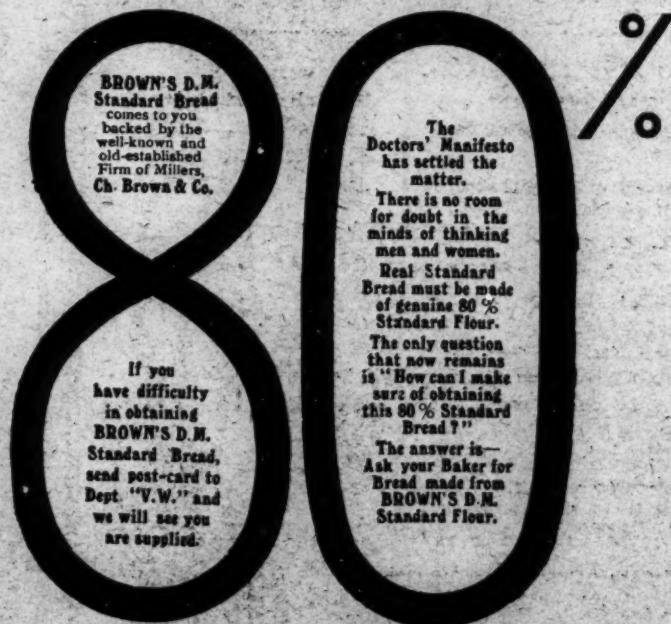 80%
BROWN'S D.M.
Standard Bread
comes to you
backed by the
well-known and
old-established
Firm of Millers,
Ch. Brown & Co.
If you
have difficulty
in obtaining
BROWN'S D.M.
Standard Bread,
send post-card to
Dept. "V.W." and
we will see you
are supplied.
The
Doctors' Manifesto
has settled the
matter.
There is no room
for doubt in the
minds of thinking
men and women.
Real Standard
Bread must be made
of genuine 80 %
Standard Flour.
The only question
that now remains
is "How can I make
sure of obtaining
this 80 % Standard
Bread?"
The answer is—
Ask your Baker for
Bread made from
BROWN'S D.M.
Standard Flour.